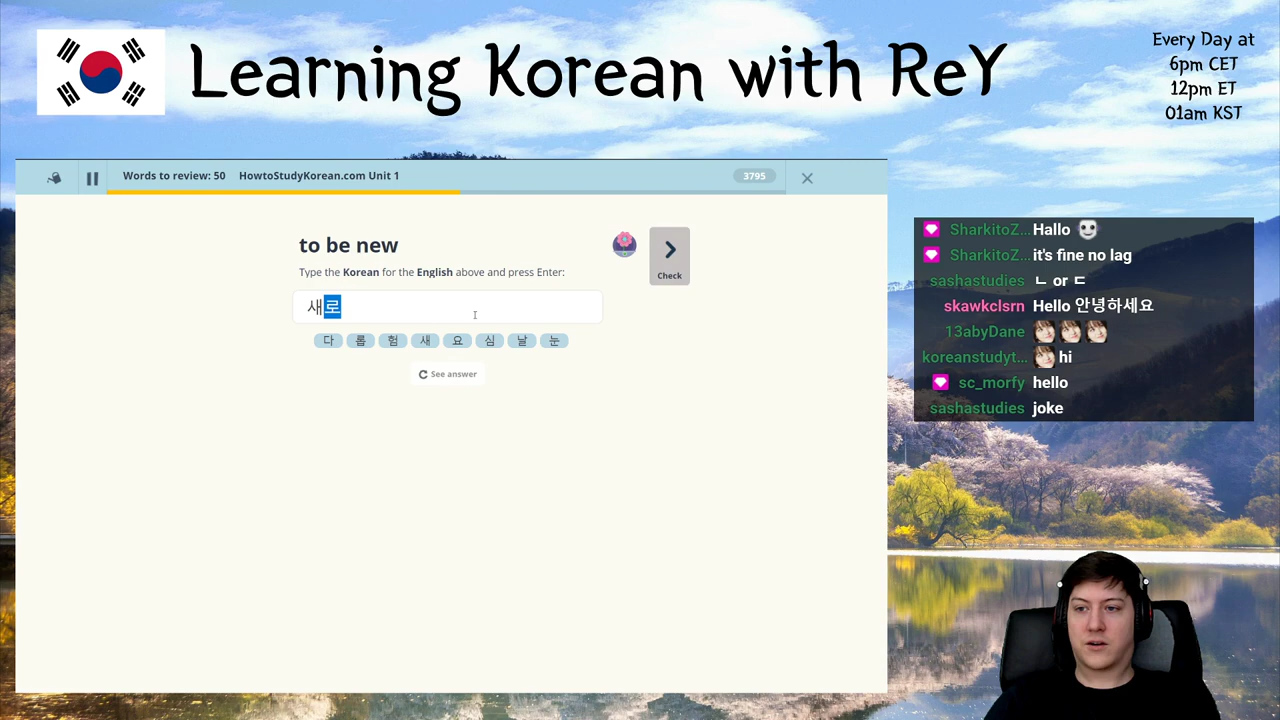 Learning Korean with ReY
Every Day at
6pm CET
12pm ET
01am KST
Words to review: 50 HowtoStudyKorean.com Unit 1
3795
to be new
Type the Korean for the English above and press Enter:
Check
새로
다 룹 험 새 요 심 날 눈
See answer
SharkitoZ... Hallo
SharkitoZ... it's fine no lag
sashastudies ㄴ or ㄷ
skawkclsrn Hello 안녕하세요
13abyDane
koreanstudyt... hi
sc_morfy hello
sashastudies joke